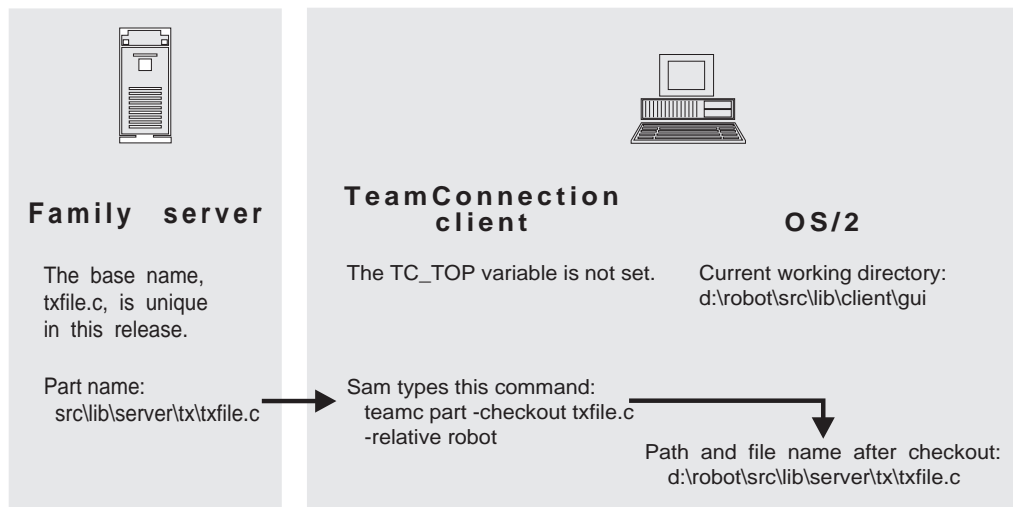 Family server
The base name,
txfile.c, is unique
in this release.
Part name:
src\lib\server\tx\txfile.c
TeamConnection
client
The TC_TOP variable is not set.
Sam types this command:
teamc part -checkout txfile.c
-relative robot
OS/2
Current working directory:
d:\robot\src\lib\client\gui
Path and file name after checkout:
d:\robot\src\lib\server\tx\txfile.c